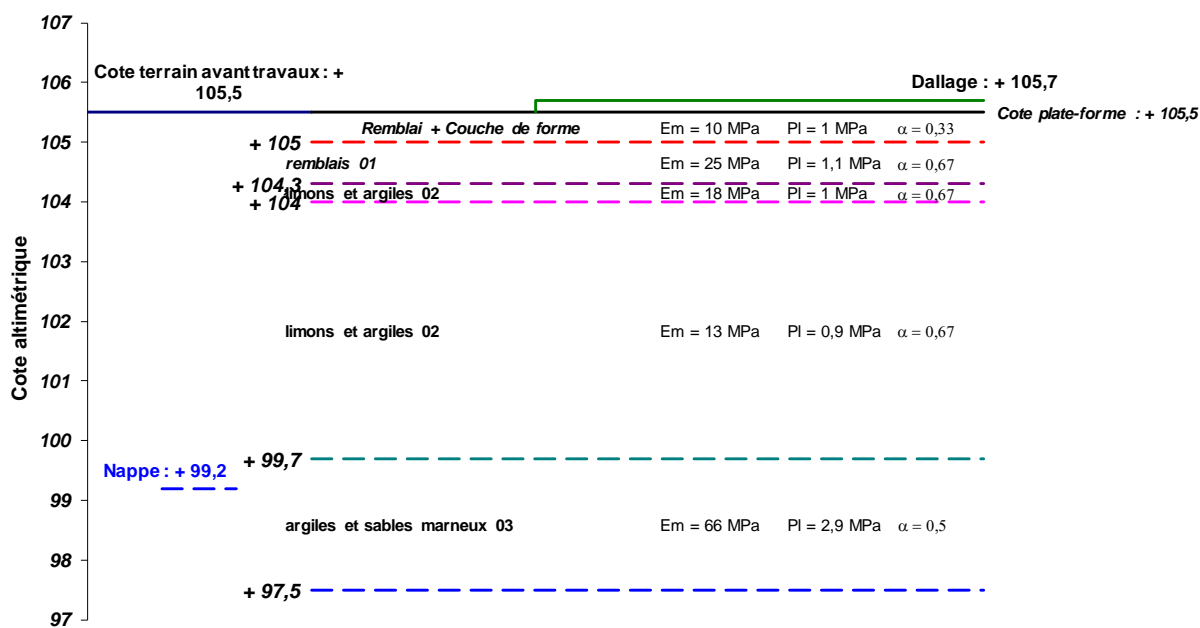 107
Cote terrain avant travaux : +
105,5
Dallage : + 105,7
106
Cote plate-forme : + 105,5
Remblai + Couche de forme Em = 10 MPa Pl = 1 MPa α = 0,33
105
+ 105
remblais 01 Em = 25 MPa Pl = 1,1 MPa α = 0,67
+ 104,3
limons et argiles 02 Em = 18 MPa Pl = 1 MPa α = 0,67
104
+ 104
103
Cote altimétrique
102
limons et argiles 02 Em = 13 MPa Pl = 0,9 MPa α = 0,67
101
100
+ 99,7
Nappe : + 99,2
99
argiles et sables marneux 03 Em = 66 MPa Pl = 2,9 MPa α = 0,5
98
+ 97,5
97